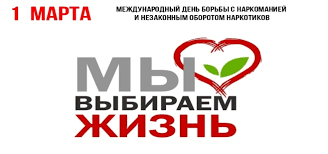 1 МАРТА
МЕЖДУНАРОДНЫЙ ДЕНЬ БОРЬБЫ С НАРКОМАНИЕЙ
И НЕЗАКОННЫМ ОБОРОТОМ НАРКОТИКОВ
МЫ
ВЫБИРАЕМ
ЖИЗНЬ